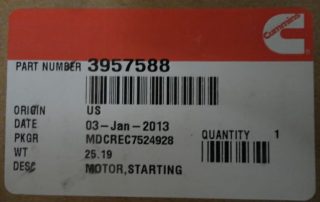 Cummins
PART NUMBER 3957588
ORIGIN US
DATE 03-Jan-2013
PKGR MDCREC7524928 QUANTITY 1
WT 25.19
DESC MOTOR,STARTING